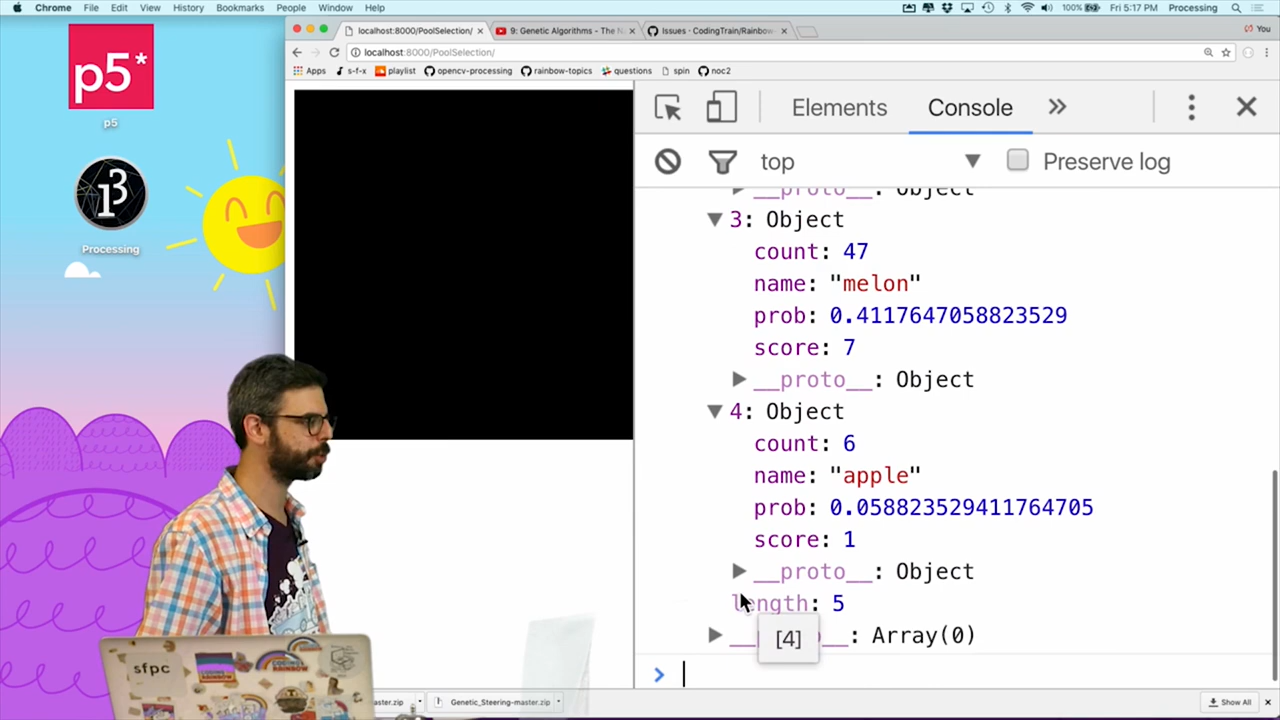 Chrome File Edit View History Bookmarks People Window Help 100% Fri 5:17 PM Processing
localhost:8000/PoolSelection/ 9: Genetic Algorithms - The N Issues · CodingTrain/Rainbow You
localhost:8000/PoolSelection/
Apps s-f-x playlist opencv-processing rainbow-topics questions spin noc2
p5*
p5
Processing
Elements Console »
top Preserve log
__proto__: Object
3: Object
count: 47
name: "melon"
prob: 0.4117647058823529
score: 7
__proto__: Object
4: Object
count: 6
name: "apple"
prob: 0.058823529411764705
score: 1
__proto__: Object
length: 5
: Array(0)
[4]
>
sfpc
aster.zip Genetic_Steering-master.zip Show All